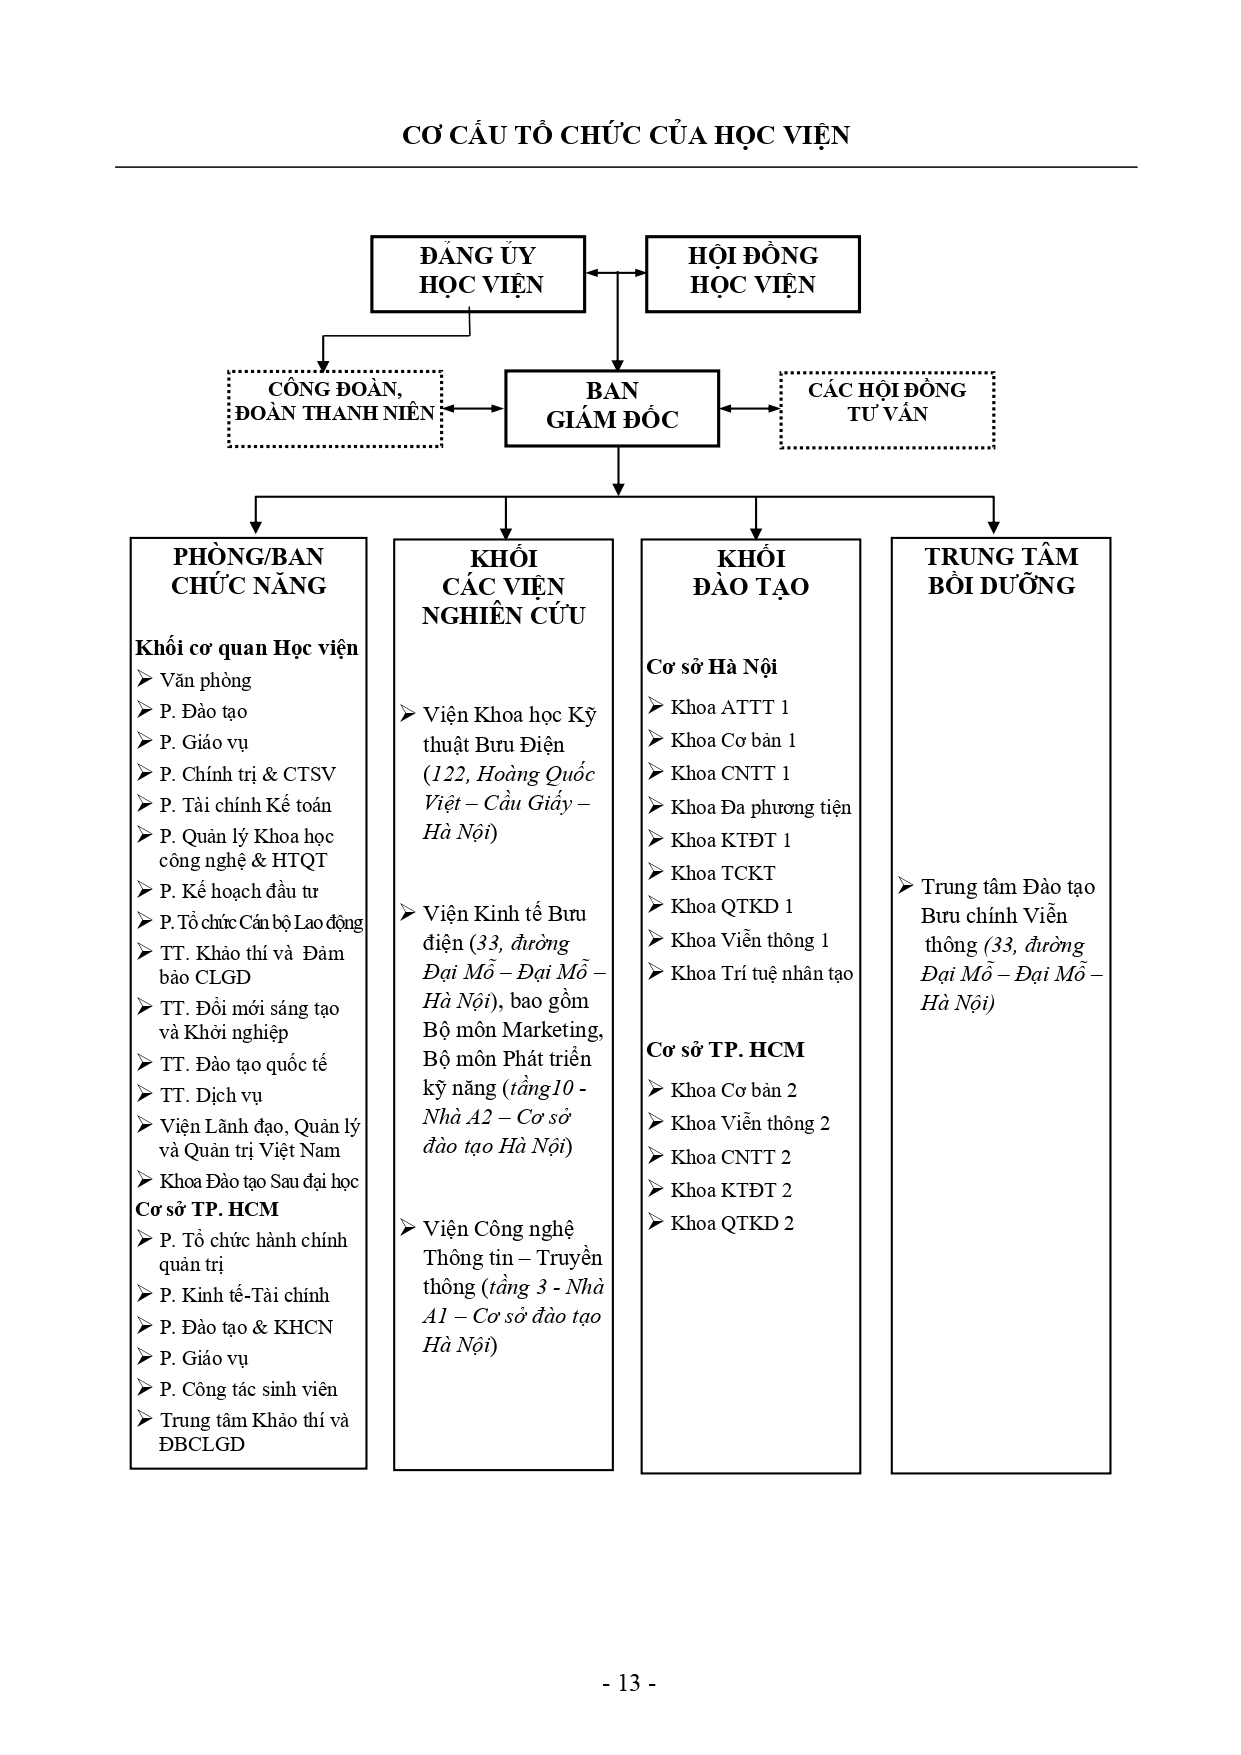 CƠ CẤU TỔ CHỨC CỦA HỌC VIỆN
ĐẢNG ỦY
HỌC VIỆN
HỘI ĐỒNG
HỌC VIỆN
CÔNG ĐOÀN,
ĐOÀN THANH NIÊN
BAN
GIÁM ĐỐC
CÁC HỘI ĐỒNG
TƯ VẤN
PHÒNG/BAN
CHỨC NĂNG
Khối cơ quan Học viện
➢ Văn phòng
➢ P. Đào tạo
➢ P. Giáo vụ
➢ P. Chính trị & CTSV
➢ P. Tài chính Kế toán
➢ P. Quản lý Khoa học
công nghệ & HTQT
➢ P. Kế hoạch đầu tư
➢ P. Tổ chức Cán bộ Lao động
➢ TT. Khảo thí và Đảm
bảo CLGD
➢ TT. Đổi mới sáng tạo
và Khởi nghiệp
➢ TT. Đào tạo quốc tế
➢ TT. Dịch vụ
➢ Viện Lãnh đạo, Quản lý
và Quản trị Việt Nam
➢ Khoa Đào tạo Sau đại học
Cơ sở TP. HCM
➢ P. Tổ chức hành chính
quản trị
➢ P. Kinh tế-Tài chính
➢ P. Đào tạo & KHCN
➢ P. Giáo vụ
➢ P. Công tác sinh viên
➢ Trung tâm Khảo thí và
ĐBCLGD
KHỐI
CÁC VIỆN
NGHIÊN CỨU
➢ Viện Khoa học Kỹ
thuật Bưu Điện
(122, Hoàng Quốc
Việt – Cầu Giấy –
Hà Nội)
➢ Viện Kinh tế Bưu
điện (33, đường
Đại Mỗ – Đại Mỗ –
Hà Nội), bao gồm
Bộ môn Marketing,
Bộ môn Phát triển
kỹ năng (tầng10 -
Nhà A2 – Cơ sở
đào tạo Hà Nội)
➢ Viện Công nghệ
Thông tin – Truyền
thông (tầng 3 - Nhà
A1 – Cơ sở đào tạo
Hà Nội)
KHỐI
ĐÀO TẠO
Cơ sở Hà Nội
➢ Khoa ATTT 1
➢ Khoa Cơ bản 1
➢ Khoa CNTT 1
➢ Khoa Đa phương tiện
➢ Khoa KTĐT 1
➢ Khoa TCKT
➢ Khoa QTKD 1
➢ Khoa Viễn thông 1
➢ Khoa Trí tuệ nhân tạo
Cơ sở TP. HCM
➢ Khoa Cơ bản 2
➢ Khoa Viễn thông 2
➢ Khoa CNTT 2
➢ Khoa KTĐT 2
➢ Khoa QTKD 2
TRUNG TÂM
BỒI DƯỠNG
➢ Trung tâm Đào tạo
Bưu chính Viễn
thông (33, đường
Đại Mỗ – Đại Mỗ –
Hà Nội)
- 13 -